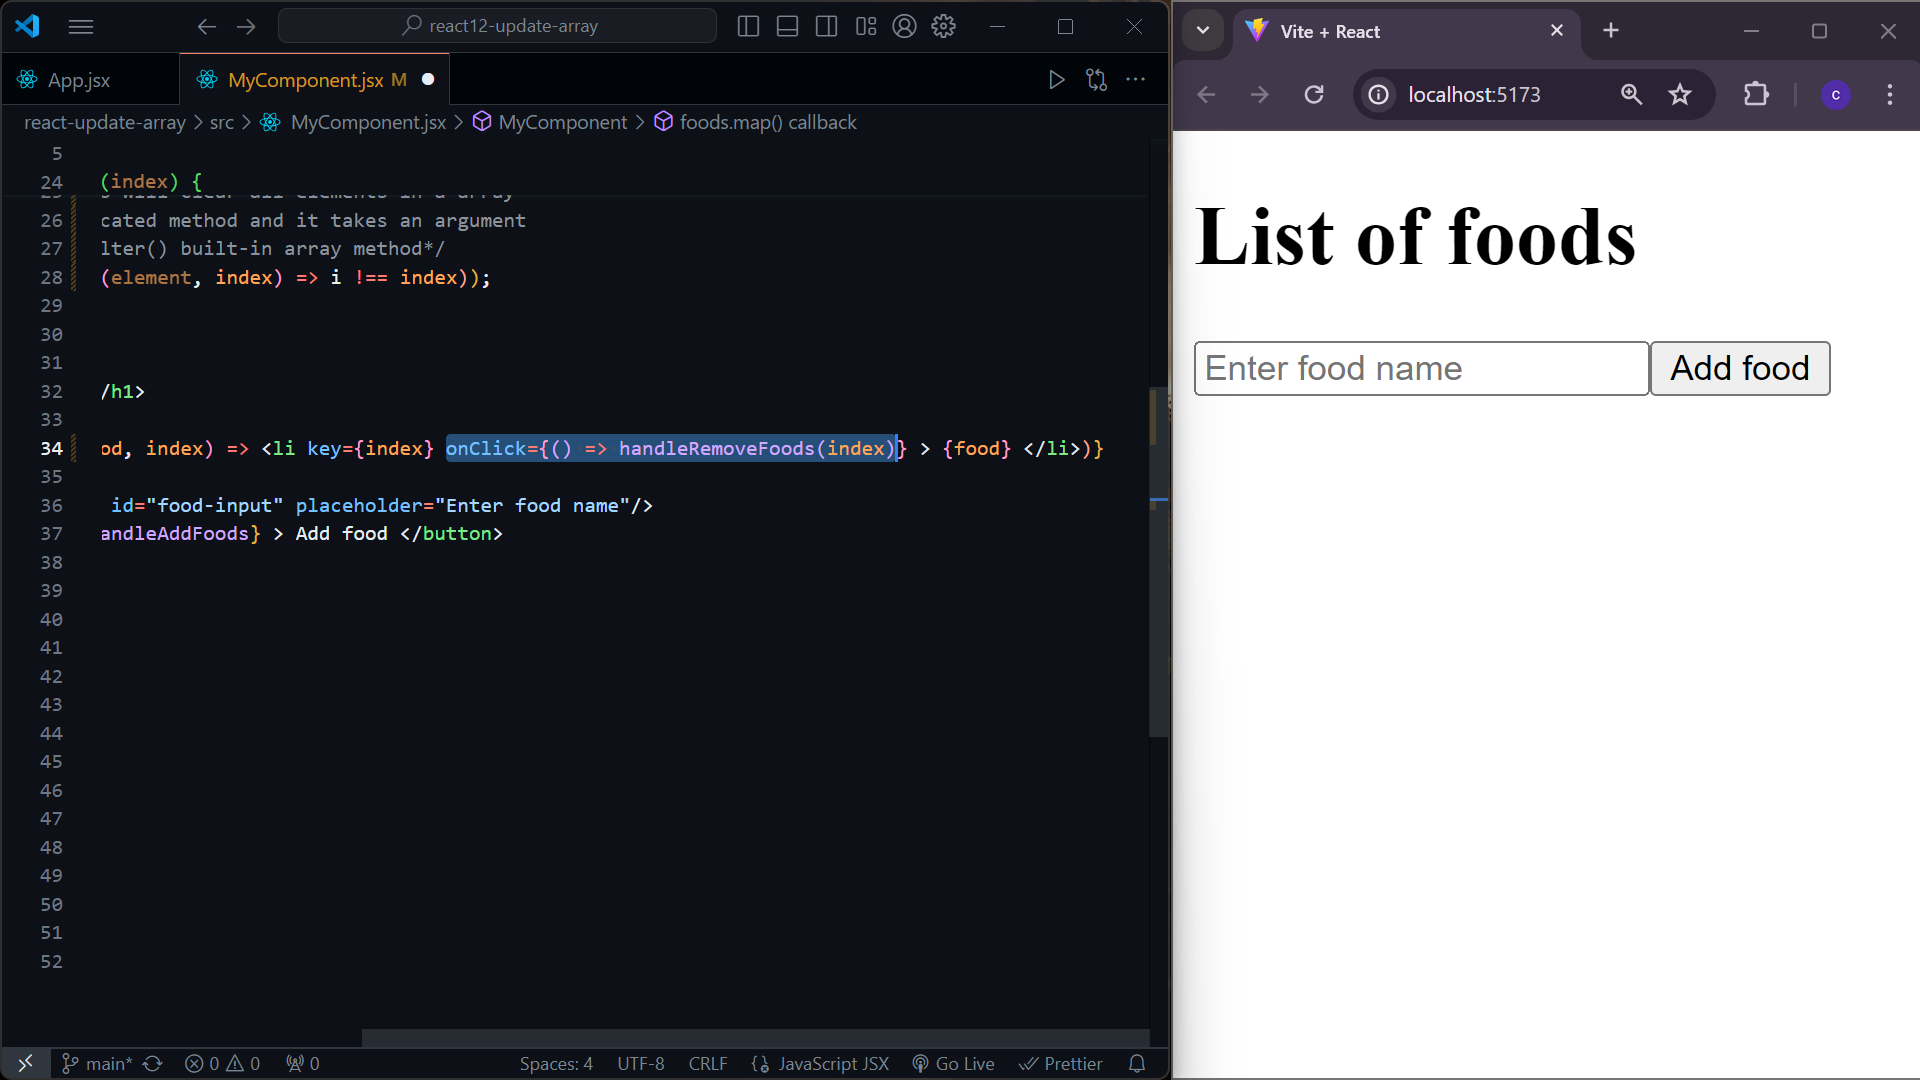 react12-update-array
App.jsx
MyComponent.jsx M
react-update-array > src > MyComponent.jsx > MyComponent > foods.map() callback
5
24 (index) {
26 cated method and it takes an argument
27 lter() built-in array method*/
28 (element, index) => i !== index));
29
30
31
32 /h1>
33
34 od, index) => <li key={index} onClick={() => handleRemoveFoods(index)} > {food} </li>)}
35
36 id="food-input" placeholder="Enter food name"/>
37 andleAddFoods} > Add food </button>
38
39
40
41
42
43
44
45
46
47
48
49
50
51
52
main* 0 0 0 Spaces: 4 UTF-8 CRLF JavaScript JSX Go Live Prettier
Vite + React
localhost:5173
c
List of foods
Enter food name
Add food